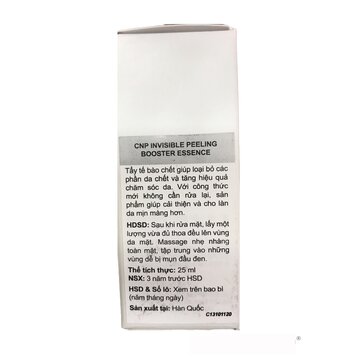 CNP INVISIBLE PEELING
BOOSTER ESSENCE
Tẩy tế bào chết giúp loại bỏ các
phần da chết và tăng hiệu quả
chăm sóc da. Với công thức
mới không cần rửa lại, sản
phẩm giúp cải thiện và cho làn
da mịn màng hơn.
HDSD: Sau khi rửa mặt, lấy một
lượng vừa đủ thoa đều lên vùng
da mặt. Massage nhẹ nhàng
toàn mặt, tập trung vào những
vùng dễ bị mụn đầu đen.
Thể tích thực: 25 ml
NSX: 3 năm trước HSD
HSD & Số lô: Xem trên bao bì
(năm tháng ngày)
Sản xuất tại: Hàn Quốc
C13101120
®